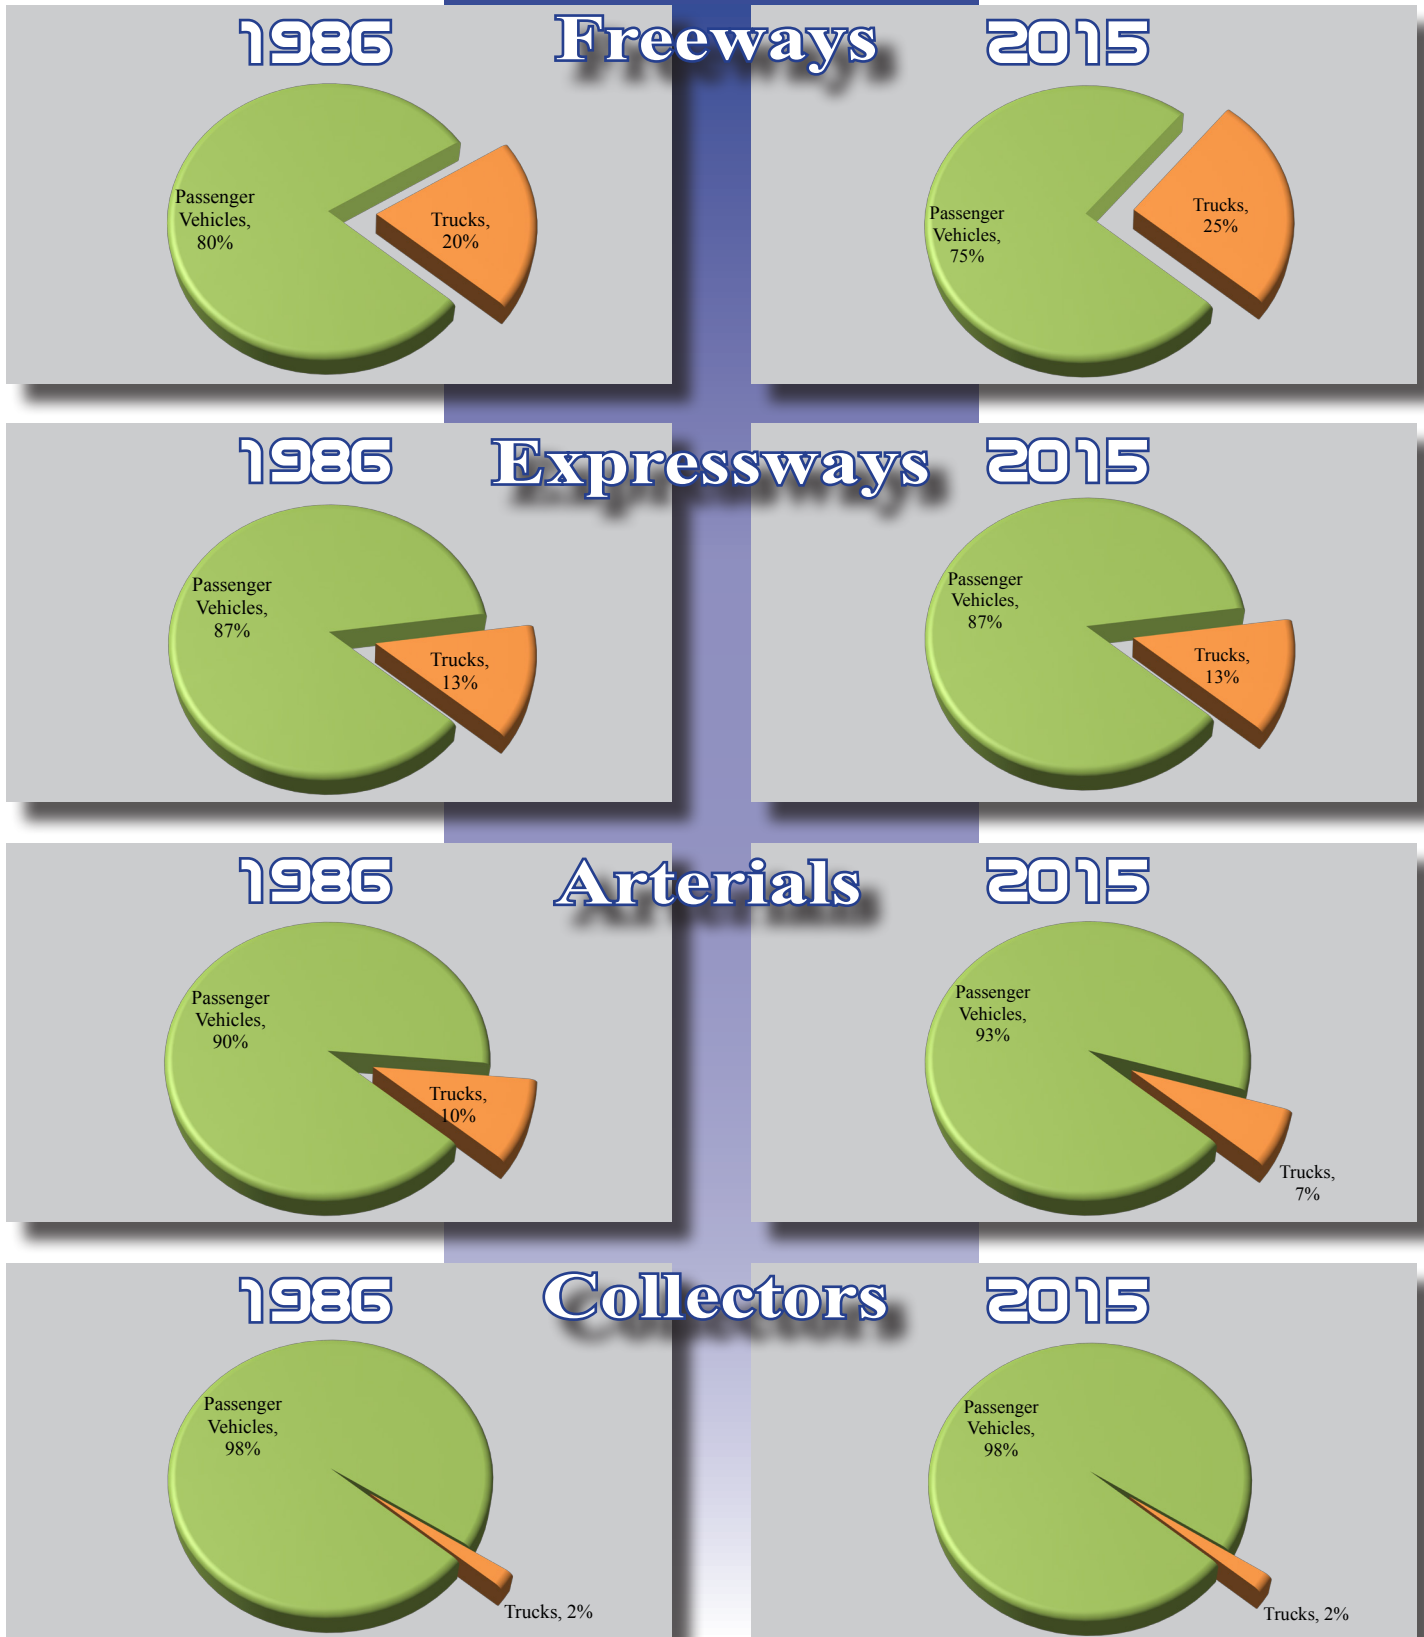 1986
Freeways
2015
Passenger
Vehicles,
80%
Trucks,
20%
Passenger
Vehicles,
75%
Trucks,
25%
1986
Expressways
2015
Passenger
Vehicles,
87%
Trucks,
13%
Passenger
Vehicles,
87%
Trucks,
13%
1986
Arterials
2015
Passenger
Vehicles,
90%
Trucks,
10%
Passenger
Vehicles,
93%
Trucks,
7%
1986
Collectors
2015
Passenger
Vehicles,
98%
Trucks, 2%
Passenger
Vehicles,
98%
Trucks, 2%